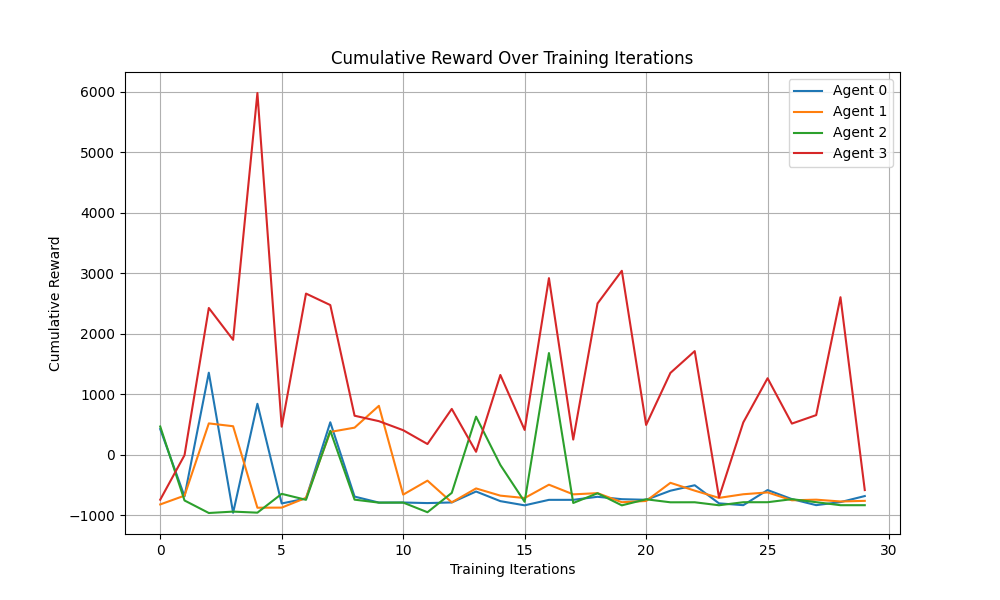 Cumulative Reward Over Training Iterations
Agent 0
Agent 1
Agent 2
Agent 3
Cumulative Reward
6000
5000
4000
3000
2000
1000
0
−1000
0 5 10 15 20 25 30
Training Iterations